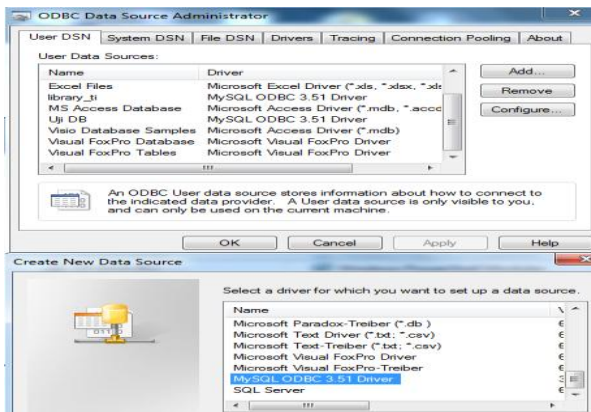 ODBC Data Source Administrator
User DSN System DSN File DSN Drivers Tracing Connection Pooling About
User Data Sources:
Name Driver
Excel Files Microsoft Excel Driver (*.xls, *.xlsx, *.xls
library_ti MySQL ODBC 3.51 Driver
MS Access Database Microsoft Access Driver (*.mdb, *.accd
Uji DB MySQL ODBC 3.51 Driver
Visio Database Samples Microsoft Access Driver (*.mdb)
Visual FoxPro Database Microsoft Visual FoxPro Driver
Visual FoxPro Tables Microsoft Visual FoxPro Driver
Add...
Remove
Configure...
An ODBC User data source stores information about how to connect to
the indicated data provider. A User data source is only visible to you,
and can only be used on the current machine.
OK Cancel Apply Help
Create New Data Source
Select a driver for which you want to set up a data source.
Name
Microsoft Paradox-Treiber (*.db )
Microsoft Text Driver (*.txt; *.csv)
Microsoft Text-Treiber (*.txt; *.csv)
Microsoft Visual FoxPro Driver
Microsoft Visual FoxPro-Treiber
MySQL ODBC 3.51 Driver
SQL Server